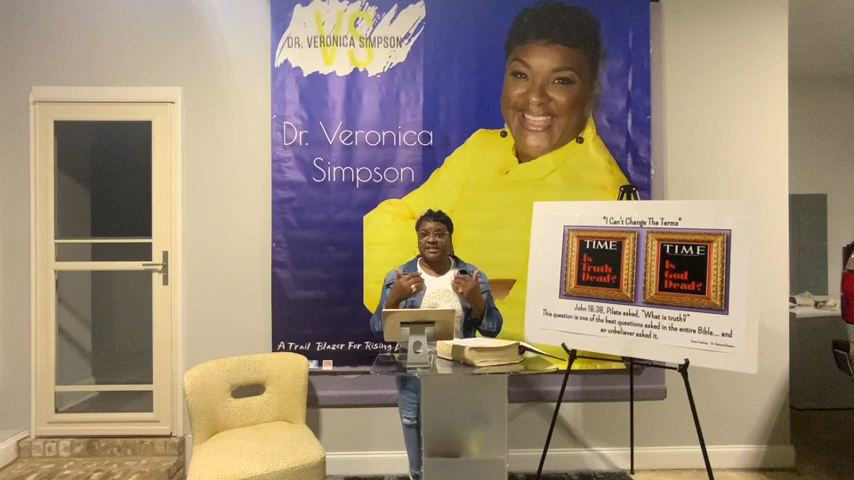 VS
DR. VERONICA SIMPSON
Dr. Veronica
Simpson
A Trail Blazer For Rising L
"I Can't Change The Terms"
TIME
Is
Truth
Dead?
TIME
Is
God
Dead?
John 18:38, Pilate asked, "What is truth?"
This question is one of the best questions asked in the entire Bible... and
an unbeliever asked it.